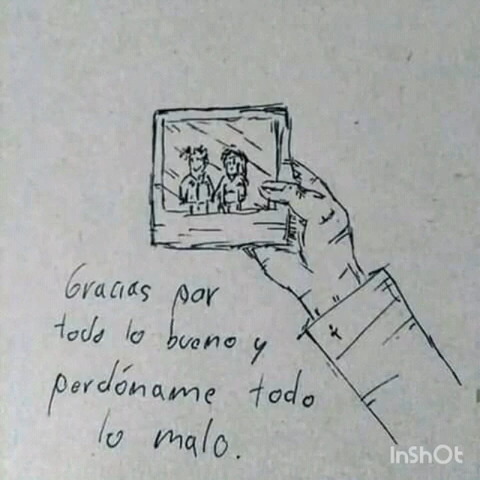 Gracias por
todo lo bueno y
perdóname todo
lo malo.
InShOt